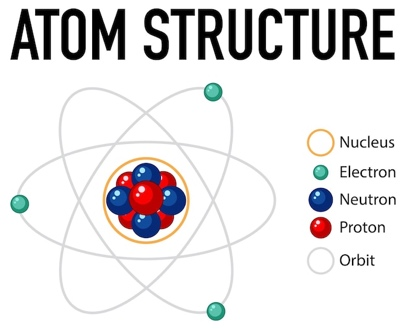 ATOM STRUCTURE
Nucleus
Electron
Neutron
Proton
Orbit